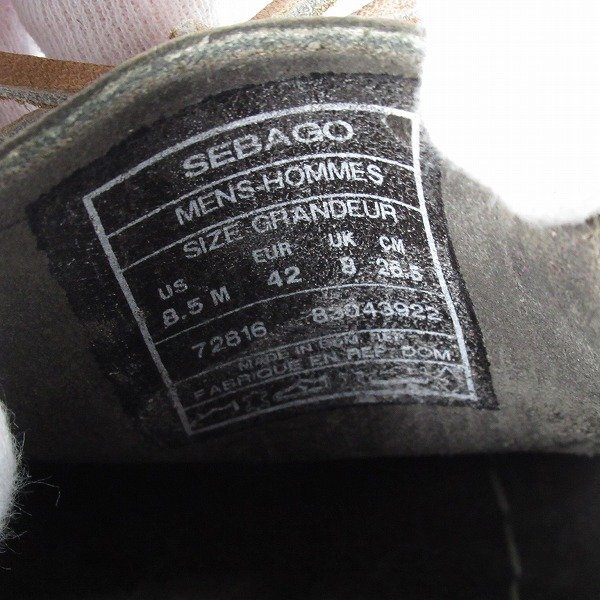 SEBAGO
MENS-HOMMES
SIZE GRANDEUR
US EUR UK CM
8.5 M 42 8 26.5
72816 83043922
MADE IN DOM. REP.
FABRIQUE EN REP. DOM.